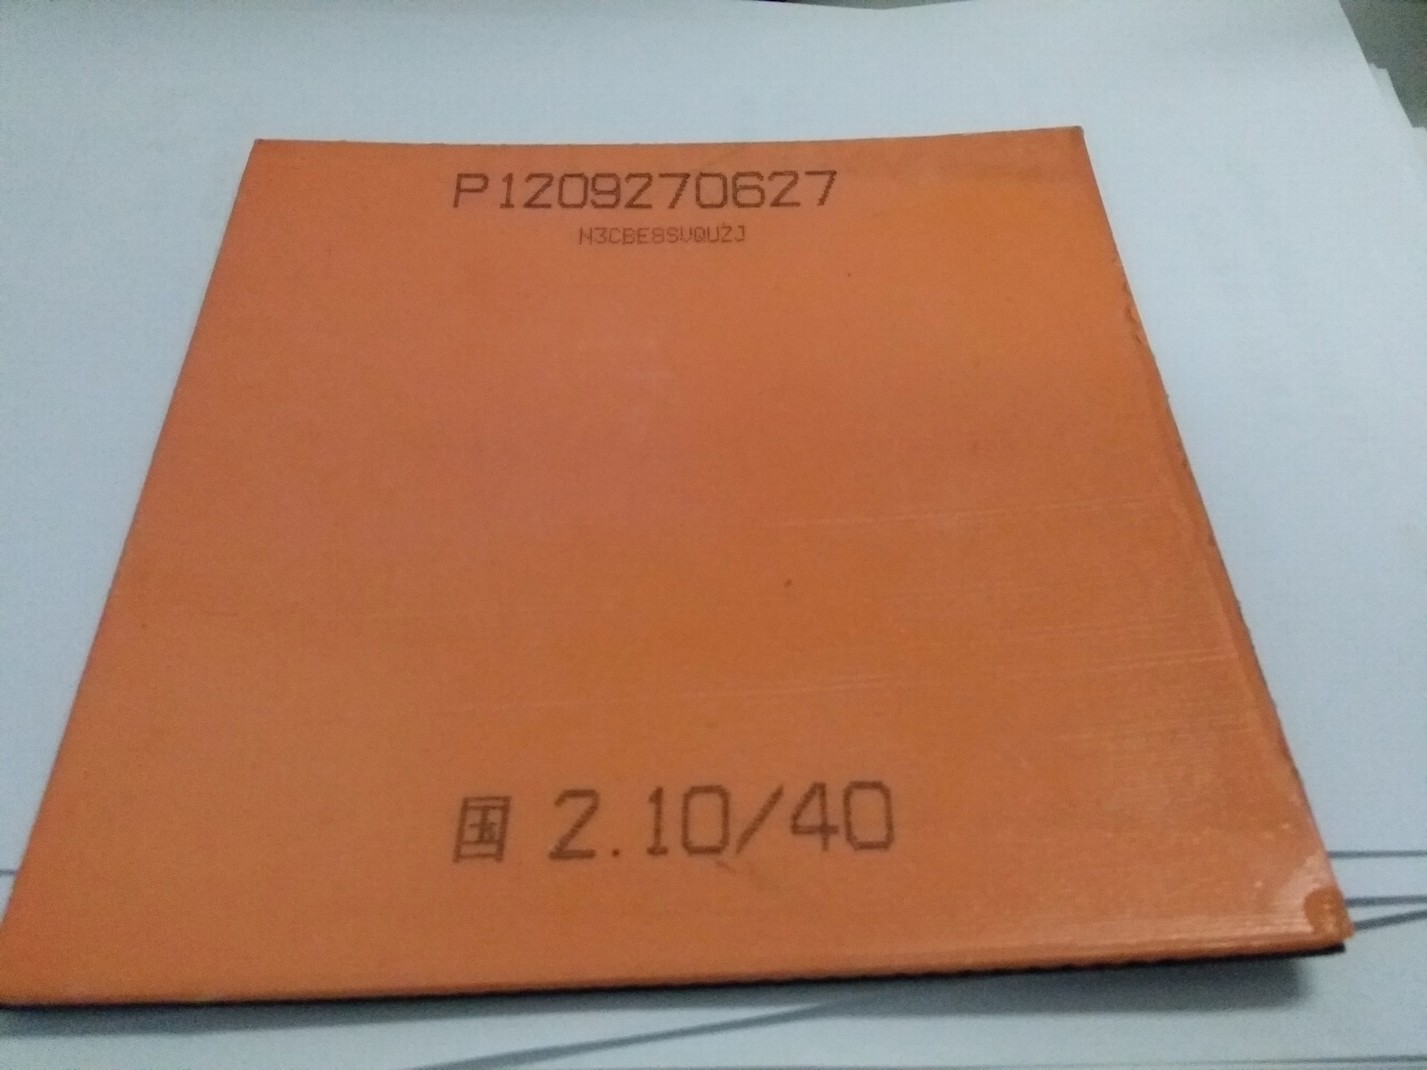 P1209270627
N3CBE8SVQUZJ
国 2.10/40